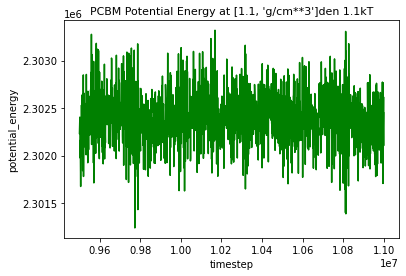 PCBM Potential Energy at [1.1, 'g/cm**3']den 1.1kT
1e6
2.3030
2.3025
2.3020
2.3015
potential_energy
0.96 0.98 1.00 1.02 1.04 1.06 1.08 1.10
timestep
1e7